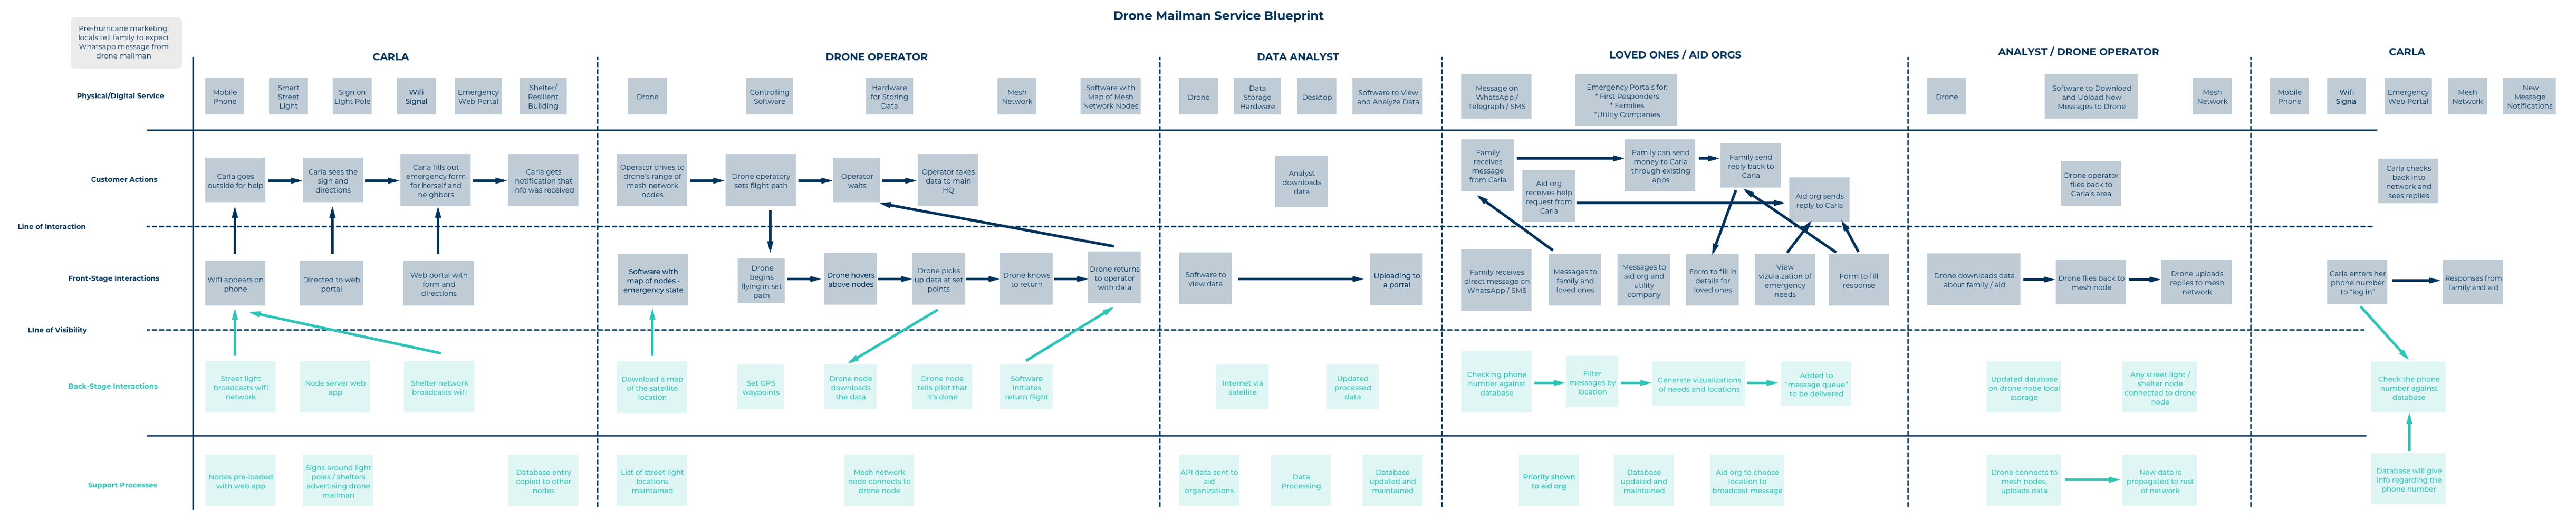 Drone Mailman Service Blueprint
Pre-hurricane marketing:
locals tell family to expect
Whatsapp message from
drone mailman
CARLA
DRONE OPERATOR
DATA ANALYST
LOVED ONES / AID ORGS
ANALYST / DRONE OPERATOR
CARLA
Physical/Digital Service
Mobile
Phone
Smart
Street
Light
Sign on
Light Pole
Wifi
Signal
Emergency
Web Portal
Shelter/
Resilient
Building
Drone
Controlling
Software
Hardware
for Storing
Data
Mesh
Network
Software with
Map of Mesh
Network Nodes
Drone
Data
Storage
Hardware
Desktop
Software to View
and Analyze Data
Message on
WhatsApp /
Telegraph / SMS
Emergency Portals for:
* First Responders
* Families
*Utility Companies
Drone
Software to Download
and Upload New
Messages to Drone
Mesh
Network
Mobile
Phone
Wifi
Signal
Emergency
Web Portal
Mesh
Network
New
Message
Notifications
Customer Actions
Carla goes
outside for help
Carla sees the
sign and
directions
Carla fills out
emergency form
for herself and
neighbors
Carla gets
notification that
info was received
Operator drives to
drone's range of
mesh network
nodes
Drone operatory
sets flight path
Operator
waits
Operator takes
data to main
HQ
Analyst
downloads
data
Family
receives
message
from Carla
Aid org
receives help
request from
Carla
Family can send
money to Carla
through existing
apps
Family send
reply back to
Carla
Aid org sends
reply to Carla
Drone operator
flies back to
Carla's area
Carla checks
back into
network and
sees replies
Line of Interaction
Front-Stage Interactions
Wifi appears on
phone
Directed to web
portal
Web portal with
form and
directions
Software with
map of nodes -
emergency state
Drone
begins
flying in set
path
Drone hovers
above nodes
Drone picks
up data at set
points
Drone knows
to return
Drone returns
to operator
with data
Software to
view data
Uploading to
a portal
Family receives
direct message on
WhatsApp / SMS
Messages to
family and
loved ones
Messages to
aid org and
utility
company
Form to fill in
details for
loved ones
View
vizulaization of
emergency
needs
Form to fill
response
Drone downloads data
about family / aid
Drone flies back to
mesh node
Drone uploads
replies to mesh
network
Carla enters her
phone number
to "log in"
Responses from
family and aid
LIne of Visibility
Back-Stage Interactions
Street light
broadcasts wifi
network
Node server web
app
Shelter network
broadcasts wifi
Download a map
of the satellite
location
Set GPS
waypoints
Drone node
downloads
the data
Drone node
tells pilot that
it's done
Software
initiates
return flight
Internet via
satellite
Updated
processed
data
Checking phone
number against
database
Filter
messages by
location
Generate vizualizations
of needs and locations
Added to
"message queue"
to be delivered
Updated database
on drone node local
storage
Any street light /
shelter node
connected to drone
node
Check the phone
number against
database
Support Processes
Nodes pre-loaded
with web app
Signs around light
poles / shelters
advertising drone
mailman
Database entry
copied to other
nodes
List of street light
locations
maintained
Mesh network
node connects to
drone node
API data sent to
aid
organizations
Data
Processing
Database
updated and
maintained
Priority shown
to aid org
Database
updated and
maintained
Aid org to choose
location to
broadcast message
Drone connects to
mesh nodes,
uploads data
New data is
propagated to rest
of network
Database will give
info regarding the
phone number